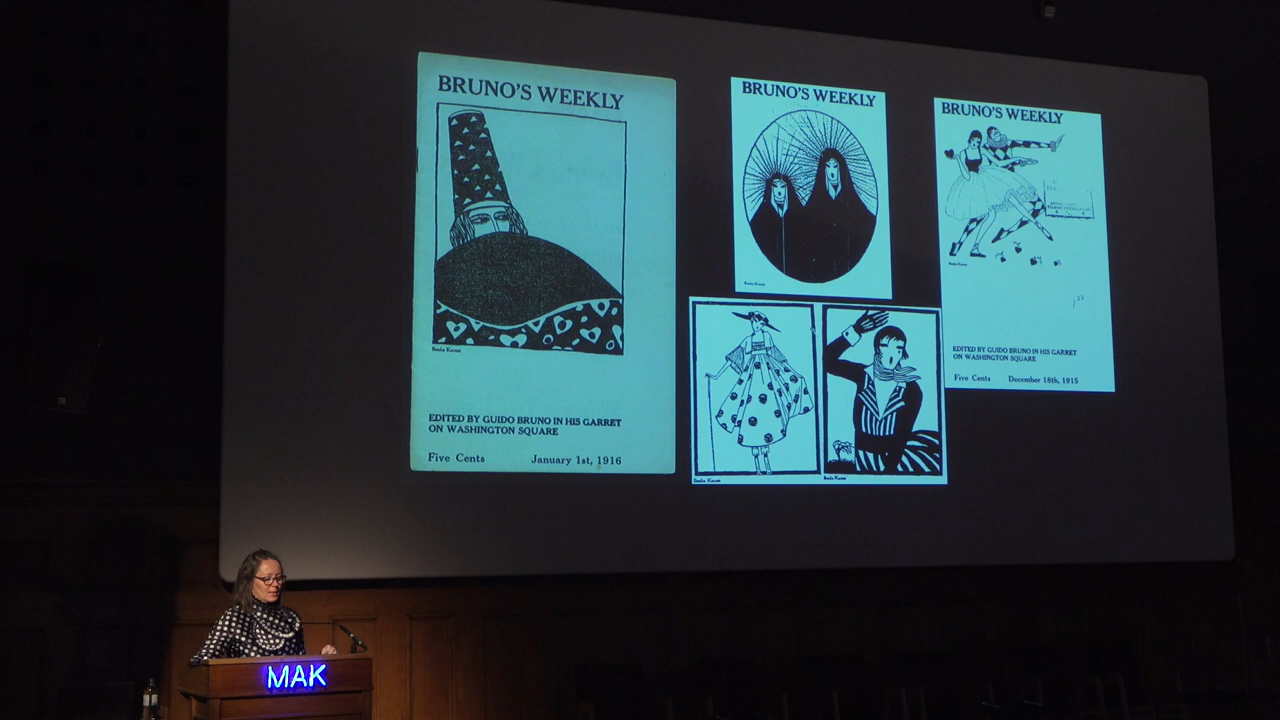 BRUNO'S WEEKLY
EDITED BY GUIDO BRUNO IN HIS GARRET
ON WASHINGTON SQUARE
Five Cents January 1st, 1916
BRUNO'S WEEKLY
BRUNO'S WEEKLY
EDITED BY GUIDO BRUNO IN HIS GARRET
ON WASHINGTON SQUARE
Five Cents December 18th, 1915
MAK